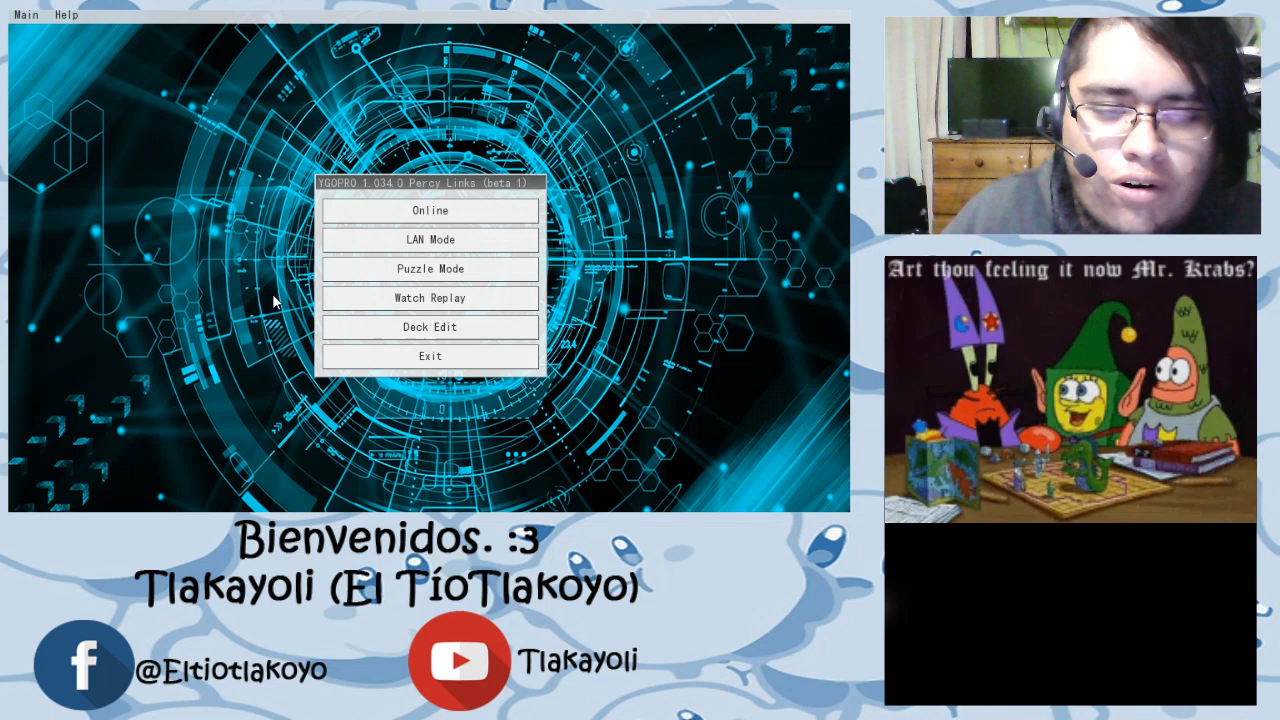 Main Help
YGOPRO 1.034.0 Percy Links (beta 1)
Online
LAN Mode
Puzzle Mode
Watch Replay
Deck Edit
Exit
Art thou feeling it now Mr. Krabs?
Bienvenidos. :3
Tlakayoli (El TíoTlakoyo)
@Eltiotlakoyo
Tlakayoli